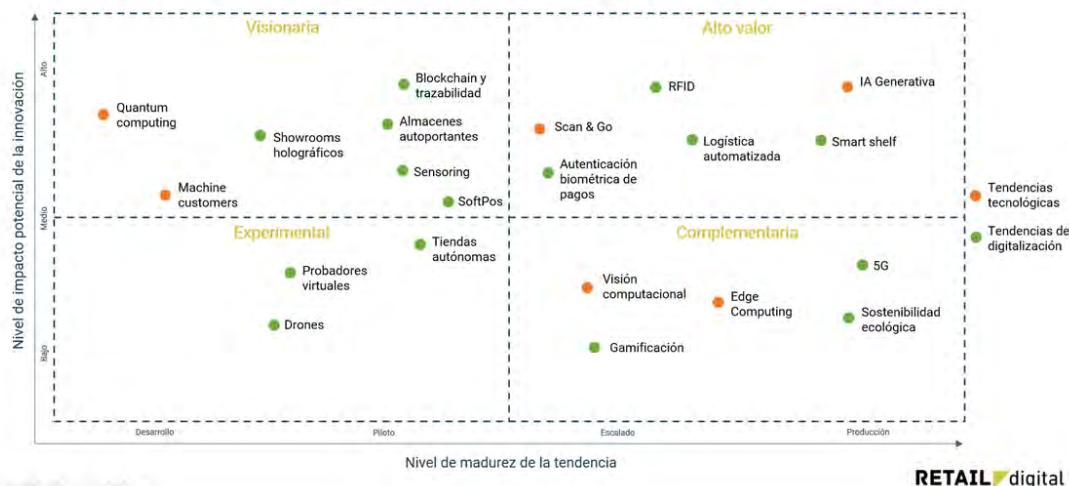 Visionaria
Alto valor
Nivel de impacto potencial de la innovación
Alto
Medio
Bajo
Blockchain y
trazabilidad
Quantum
computing
Almacenes
autoportantes
Showrooms
holográficos
Sensoring
Machine
customers
SoftPos
RFID
IA Generativa
Scan & Go
Logística
automatizada
Smart shelf
Autenticación
biométrica de
pagos
Tendencias
tecnológicas
Tendencias de
digitalización
Experimental
Complementaria
Tiendas
autónomas
Probadores
virtuales
Drones
5G
Visión
computacional
Edge
Computing
Sostenibilidad
ecológica
Gamificación
Desarrollo
Piloto
Escalado
Producción
Nivel de madurez de la tendencia
RETAIL digital